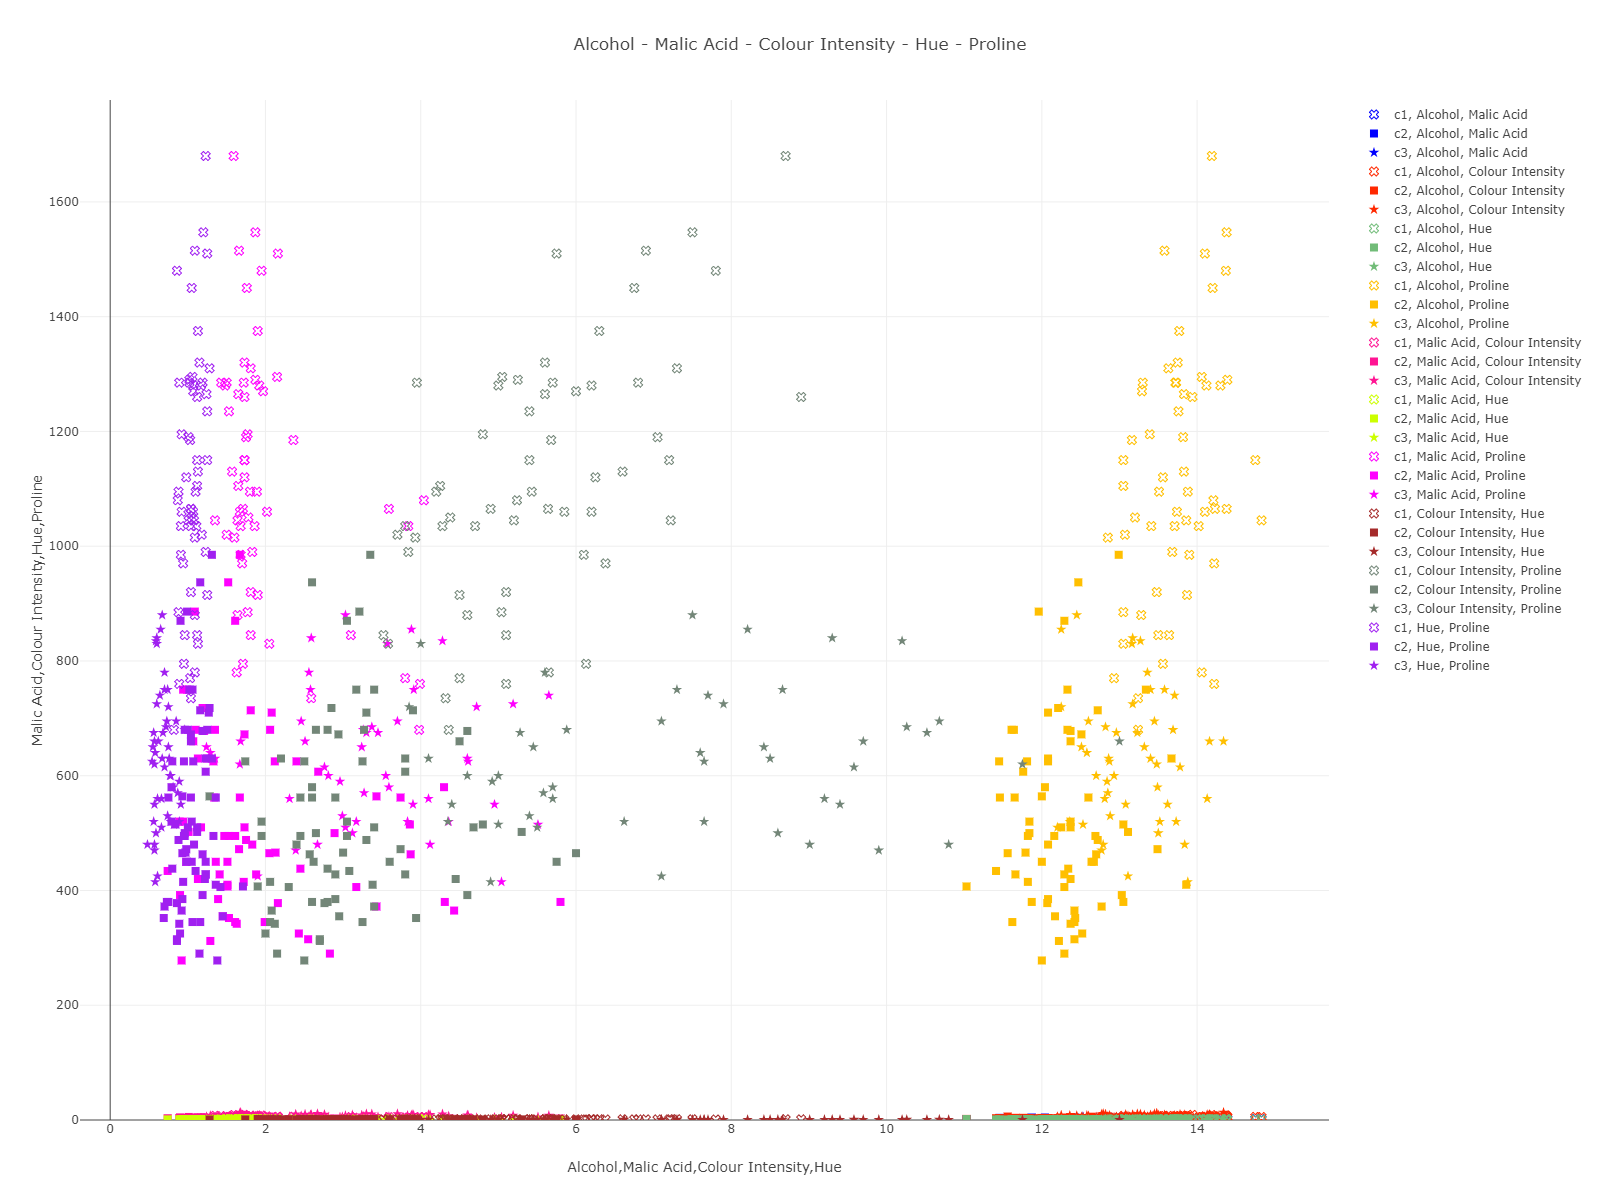 Alcohol - Malic Acid - Colour Intensity - Hue - Proline
Malic Acid,Colour Intensity,Hue,Proline
1600
1400
1200
1000
800
600
400
200
0
0
2
4
6
8
10
12
14
Alcohol,Malic Acid,Colour Intensity,Hue
c1, Alcohol, Malic Acid
c2, Alcohol, Malic Acid
c3, Alcohol, Malic Acid
c1, Alcohol, Colour Intensity
c2, Alcohol, Colour Intensity
c3, Alcohol, Colour Intensity
c1, Alcohol, Hue
c2, Alcohol, Hue
c3, Alcohol, Hue
c1, Alcohol, Proline
c2, Alcohol, Proline
c3, Alcohol, Proline
c1, Malic Acid, Colour Intensity
c2, Malic Acid, Colour Intensity
c3, Malic Acid, Colour Intensity
c1, Malic Acid, Hue
c2, Malic Acid, Hue
c3, Malic Acid, Hue
c1, Malic Acid, Proline
c2, Malic Acid, Proline
c3, Malic Acid, Proline
c1, Colour Intensity, Hue
c2, Colour Intensity, Hue
c3, Colour Intensity, Hue
c1, Colour Intensity, Proline
c2, Colour Intensity, Proline
c3, Colour Intensity, Proline
c1, Hue, Proline
c2, Hue, Proline
c3, Hue, Proline